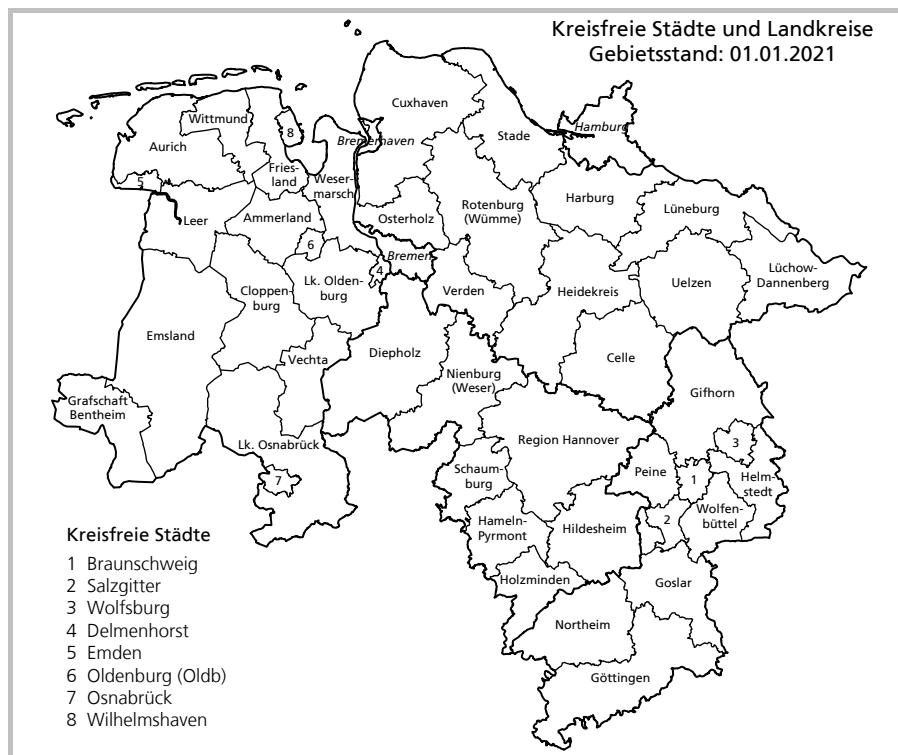 Kreisfreie Städte und Landkreise
Gebietsstand: 01.01.2021
Cuxhaven
Wittmund
Stade
Hamburg
8
Bremerhaven
Aurich
Fries-
land
Weser-
marsch
5
Harburg
Rotenburg
(Wümme)
Lüneburg
Leer
Ammerland
Osterholz
6
Bremen
4
Lk. Olden-
burg
Lüchow-
Dannenberg
Uelzen
Cloppen-
burg
Verden
Heidekreis
Emsland
Vechta
Diepholz
Celle
Nienburg
(Weser)
Gifhorn
Grafschaft
Bentheim
Region Hannover
3
Lk. Osnabrück
Schaum-
burg
Peine
1
Helm-
stedt
7
2
Wolfen-
büttel
Hameln-
Pyrmont
Hildesheim
Holzminden
Goslar
Northeim
Göttingen
Kreisfreie Städte
1 Braunschweig
2 Salzgitter
3 Wolfsburg
4 Delmenhorst
5 Emden
6 Oldenburg (Oldb)
7 Osnabrück
8 Wilhelmshaven